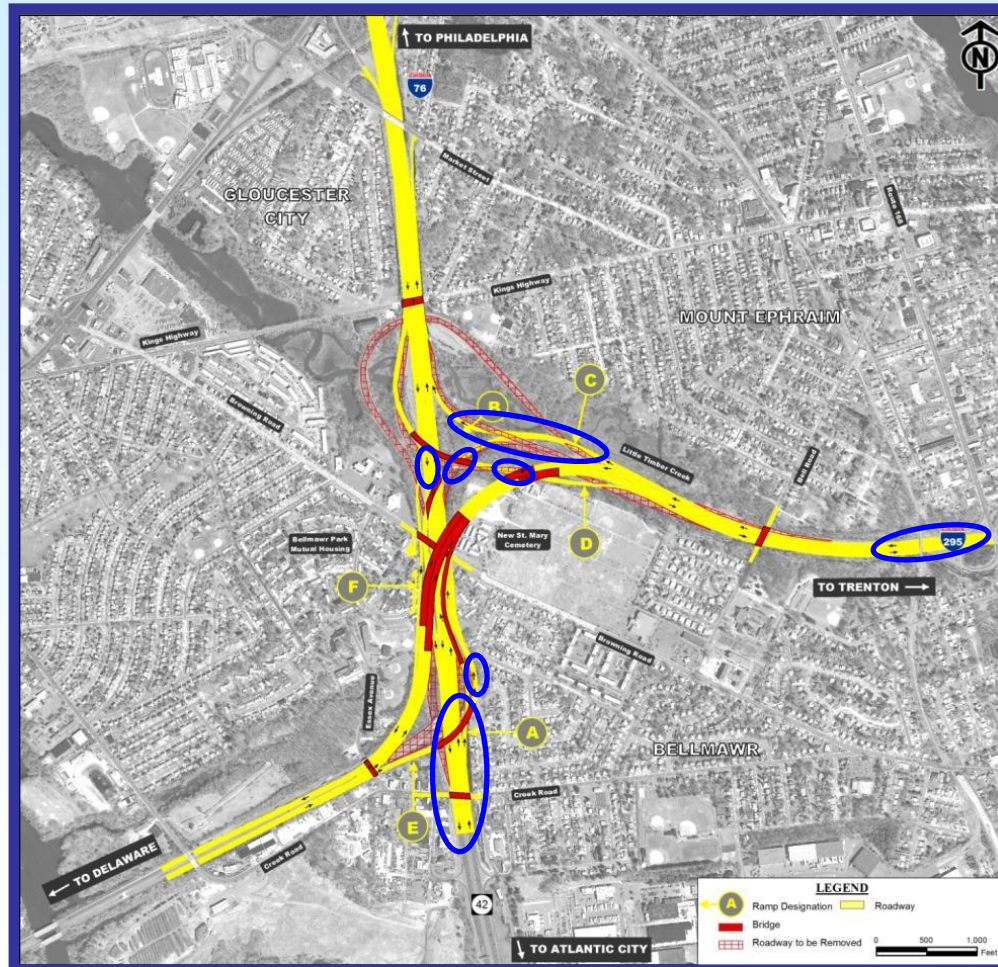 TO PHILADELPHIA
N
76
Market Street
Route 168
GLOUCESTER
CITY
Kings Highway
MOUNT EPHRAIM
Kings Highway
Browning Road
B
C
Little Timber Creek
Bell Road
Bellmawr Park
Mutual Housing
New St. Mary
Cemetery
D
295
F
TO TRENTON
Browning Road
Essex Avenue
A
BELLMAWR
Creek Road
E
TO DELAWARE
Creek Road
42
TO ATLANTIC CITY
LEGEND
A Ramp Designation Roadway
Bridge
Roadway to be Removed
0 500 1,000
Feet